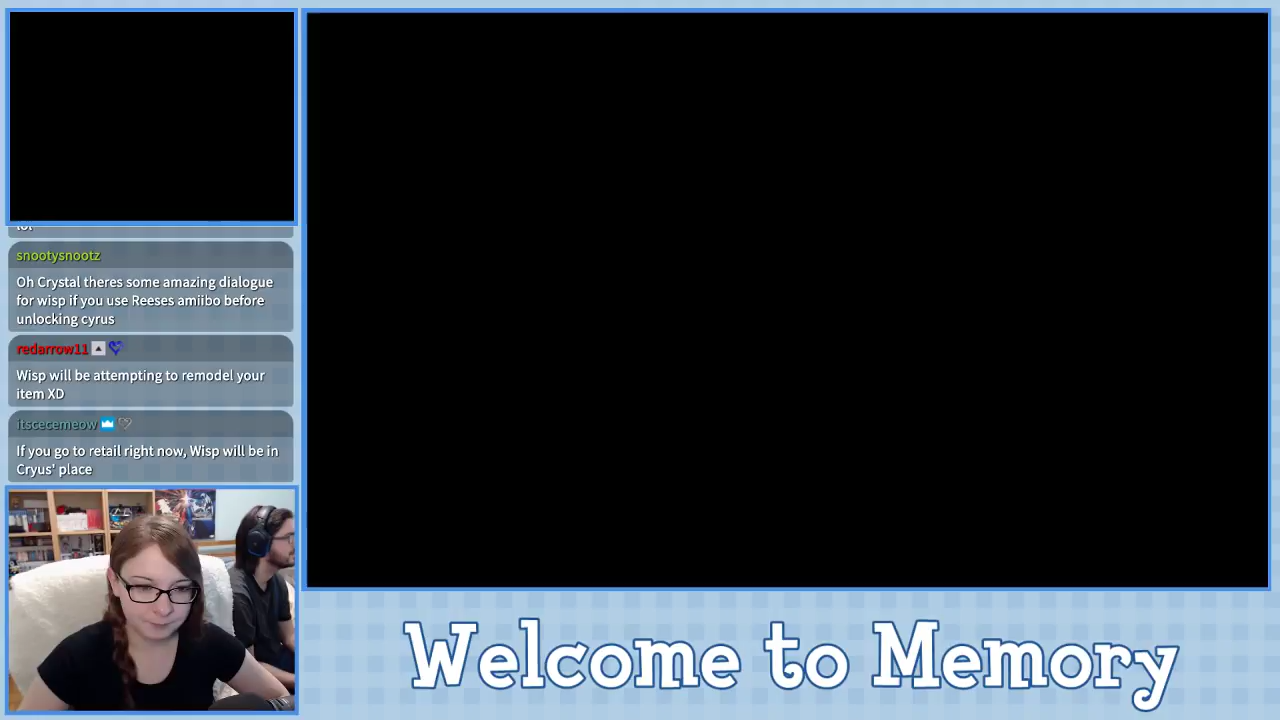 lol
snootysnootz
Oh Crystal theres some amazing dialogue
for wisp if you use Reeses amiibo before
unlocking cyrus
redarrow11
Wisp will be attempting to remodel your
item XD
itscecemeow
If you go to retail right now, Wisp will be in
Cryus' place
Welcome to Memory